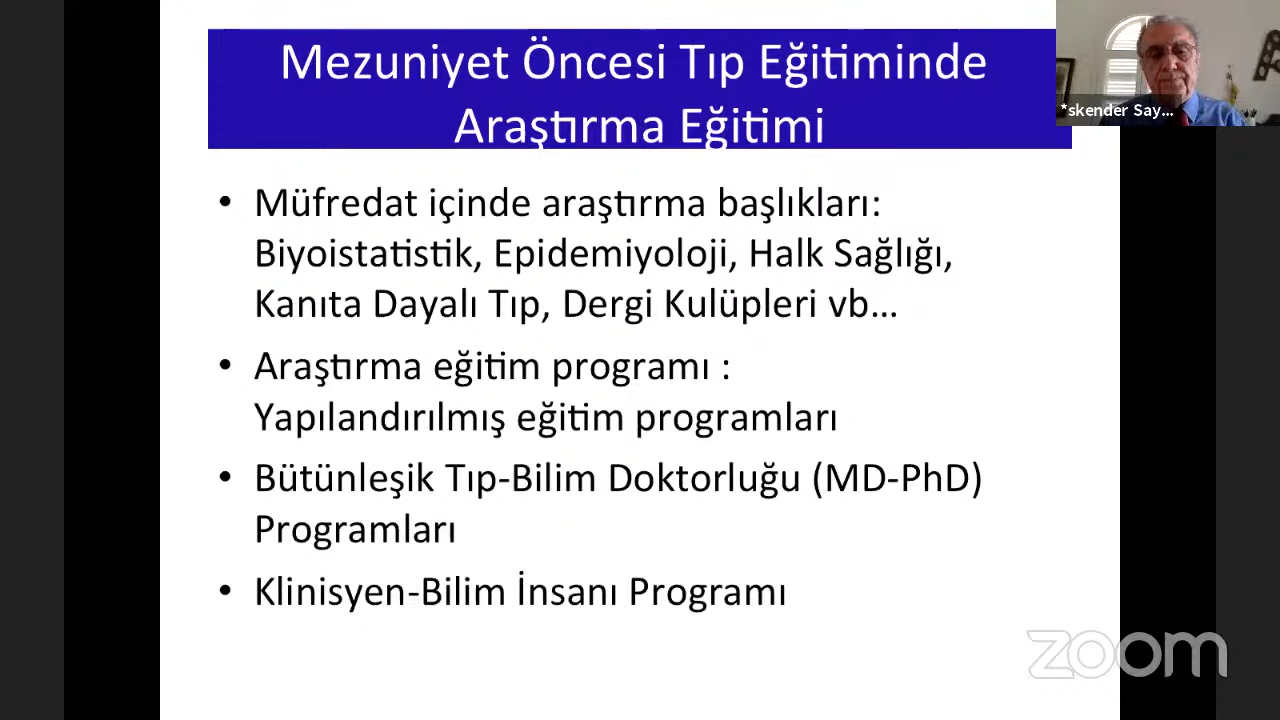 Mezuniyet Öncesi Tıp Eğitiminde
Araştırma Eğitimi
*skender Say...
• Müfredat içinde araştırma başlıkları:
Biyoistatistik, Epidemiyoloji, Halk Sağlığı,
Kanıta Dayalı Tıp, Dergi Kulüpleri vb...
• Araştırma eğitim programı :
Yapılandırılmış eğitim programları
• Bütünleşik Tıp-Bilim Doktorluğu (MD-PhD)
Programları
• Klinisyen-Bilim İnsanı Programı
zoom